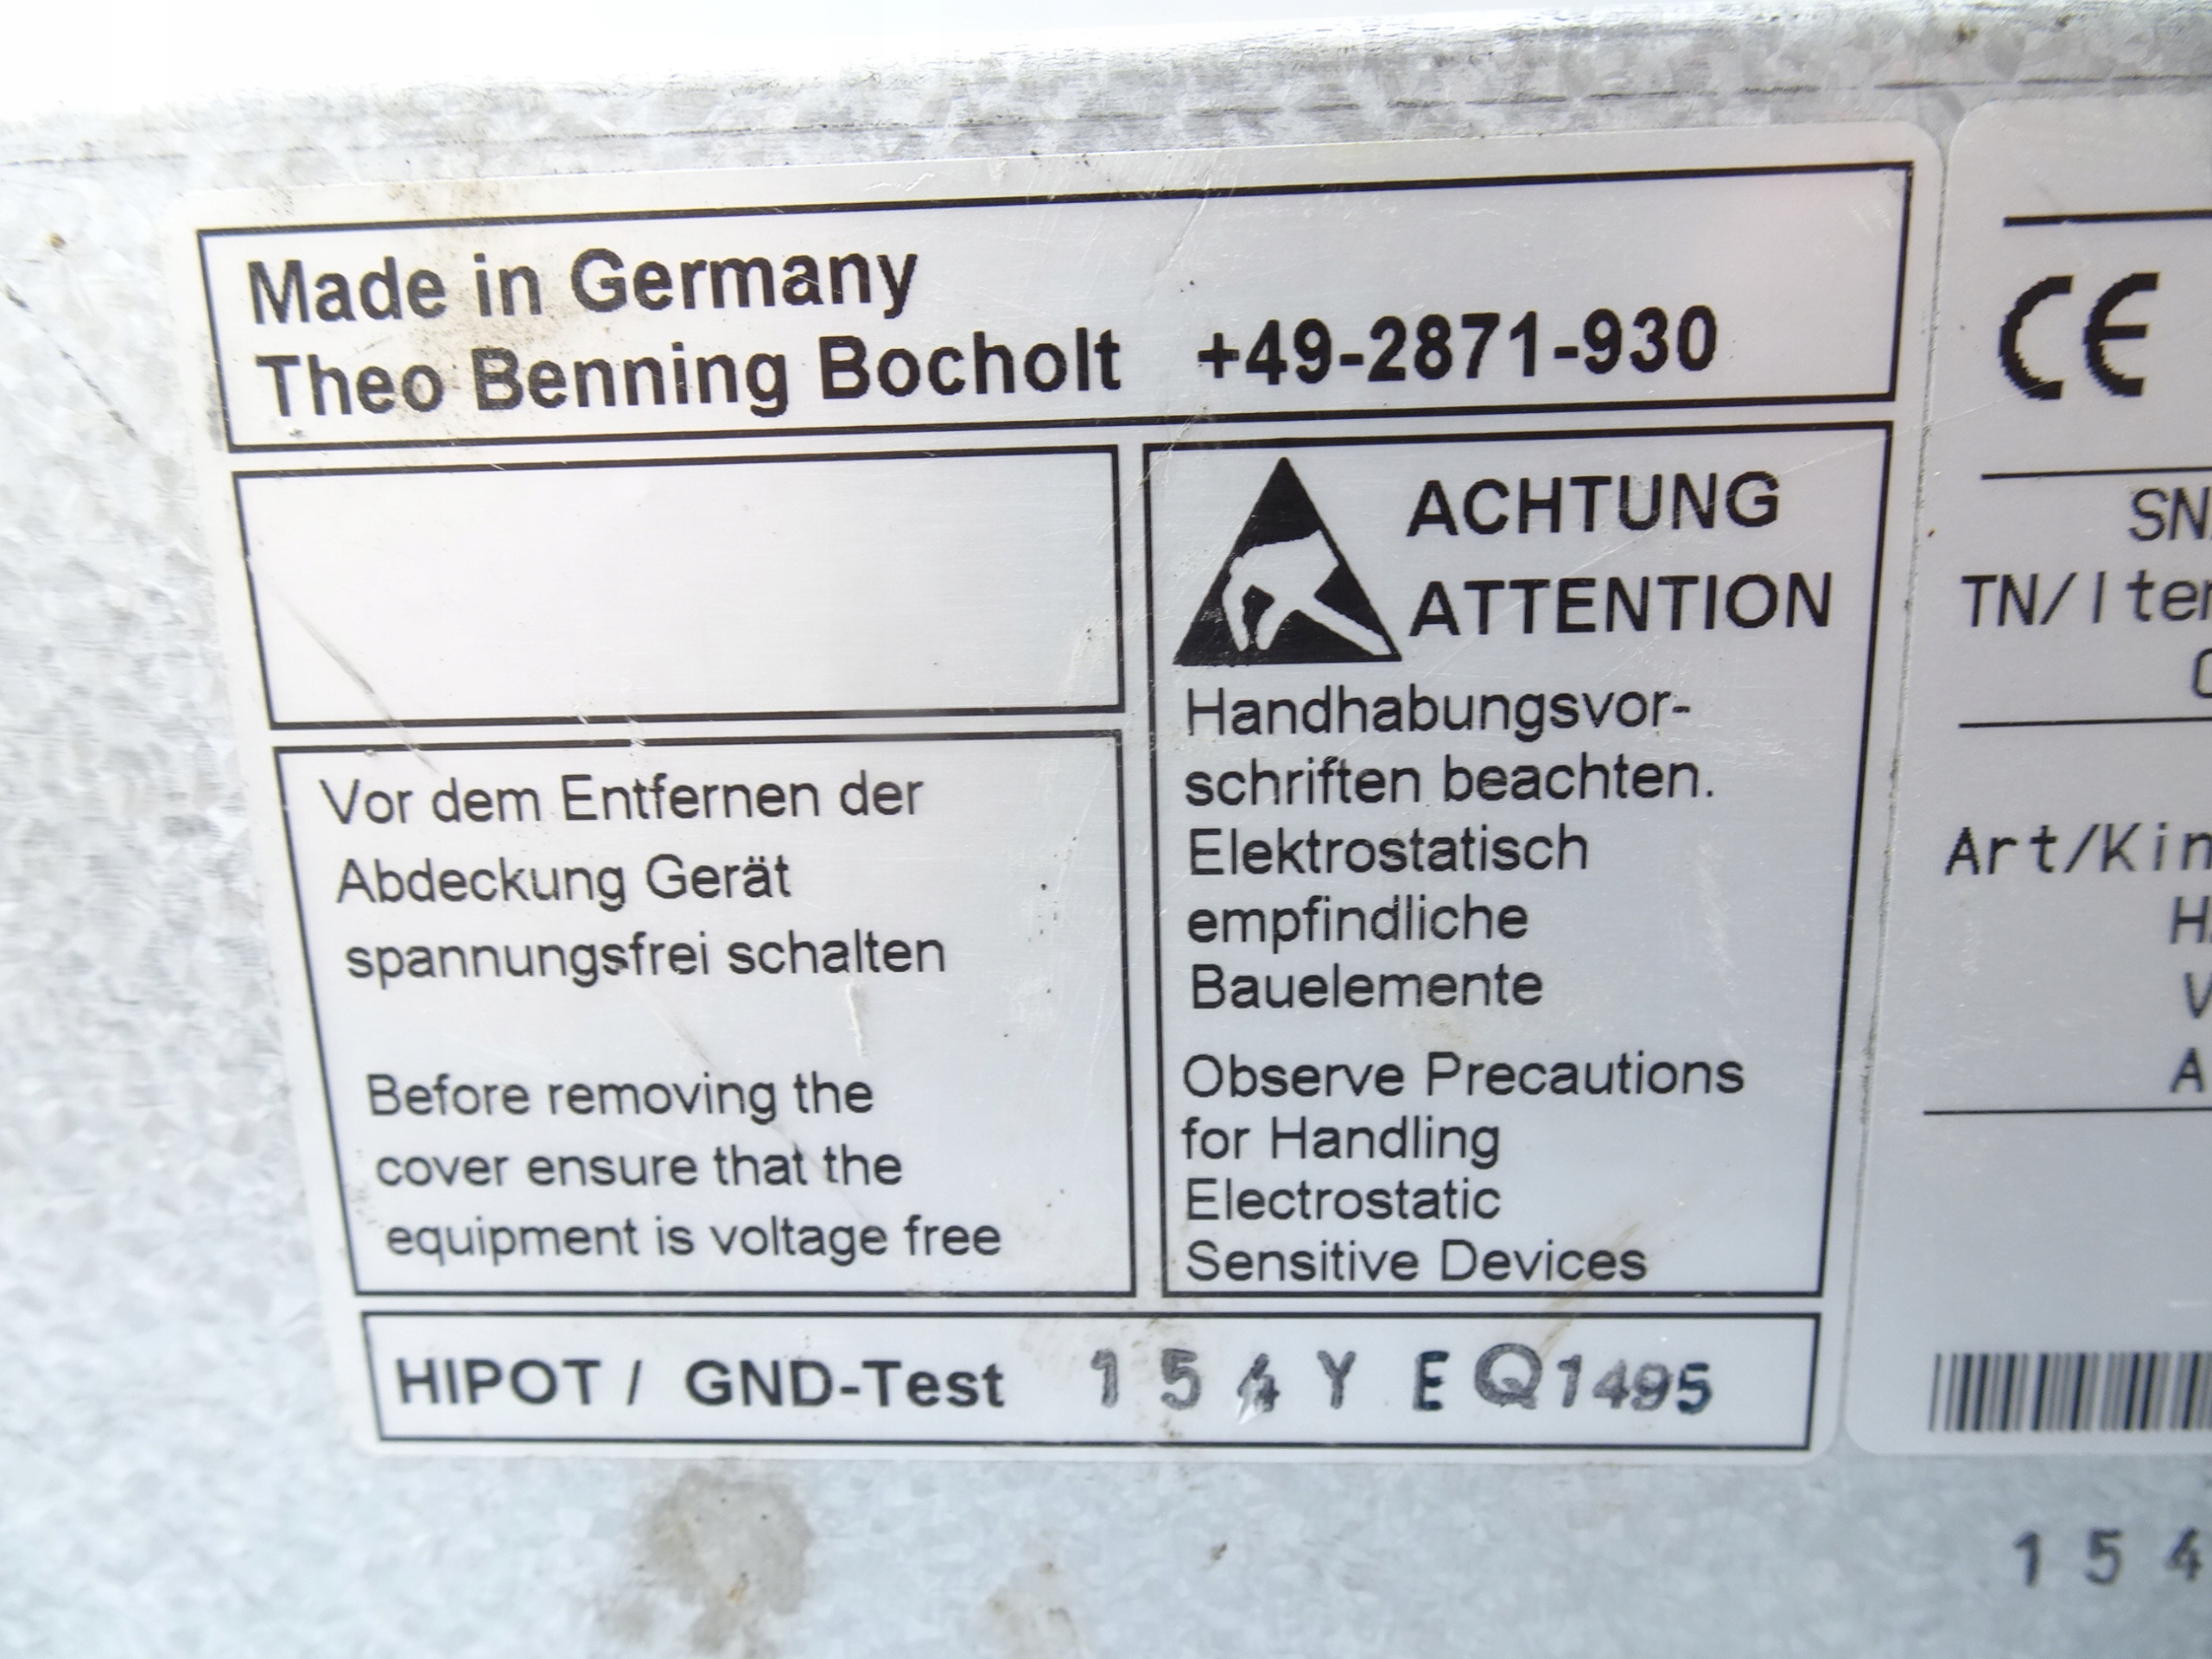 Made in Germany
Theo Benning Bocholt +49-2871-930
ACHTUNG
ATTENTION
Handhabungsvor-
schriften beachten.
Elektrostatisch
empfindliche
Bauelemente
Observe Precautions
for Handling
Electrostatic
Sensitive Devices
Vor dem Entfernen der
Abdeckung Gerät
spannungsfrei schalten
Before removing the
cover ensure that the
equipment is voltage free
HIPOT / GND-Test 1 5 4 Y E Q1495
CE
SN
TN/Iter
Art/Kin
H
V
A
1 5 4